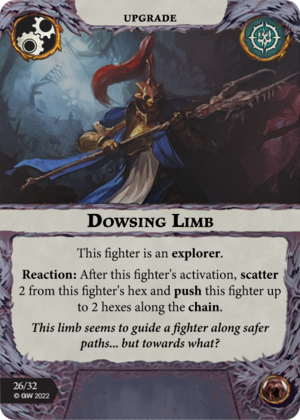 UPGRADE
Dowsing Limb
This fighter is an explorer.
Reaction: After this fighter's activation, scatter
2 from this fighter's hex and push this fighter up
to 2 hexes along the chain.
This limb seems to guide a fighter along safer
paths... but towards what?
26/32
© GW 2022